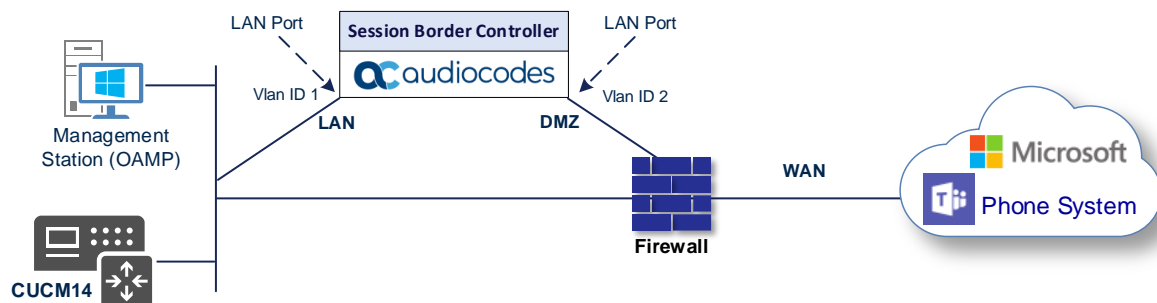 LAN Port
Session Border Controller
LAN Port
audiocodes
Vlan ID 1
Vlan ID 2
LAN
DMZ
Management
Station (OAMP)
WAN
Microsoft
T
Phone System
Firewall
CUCM14